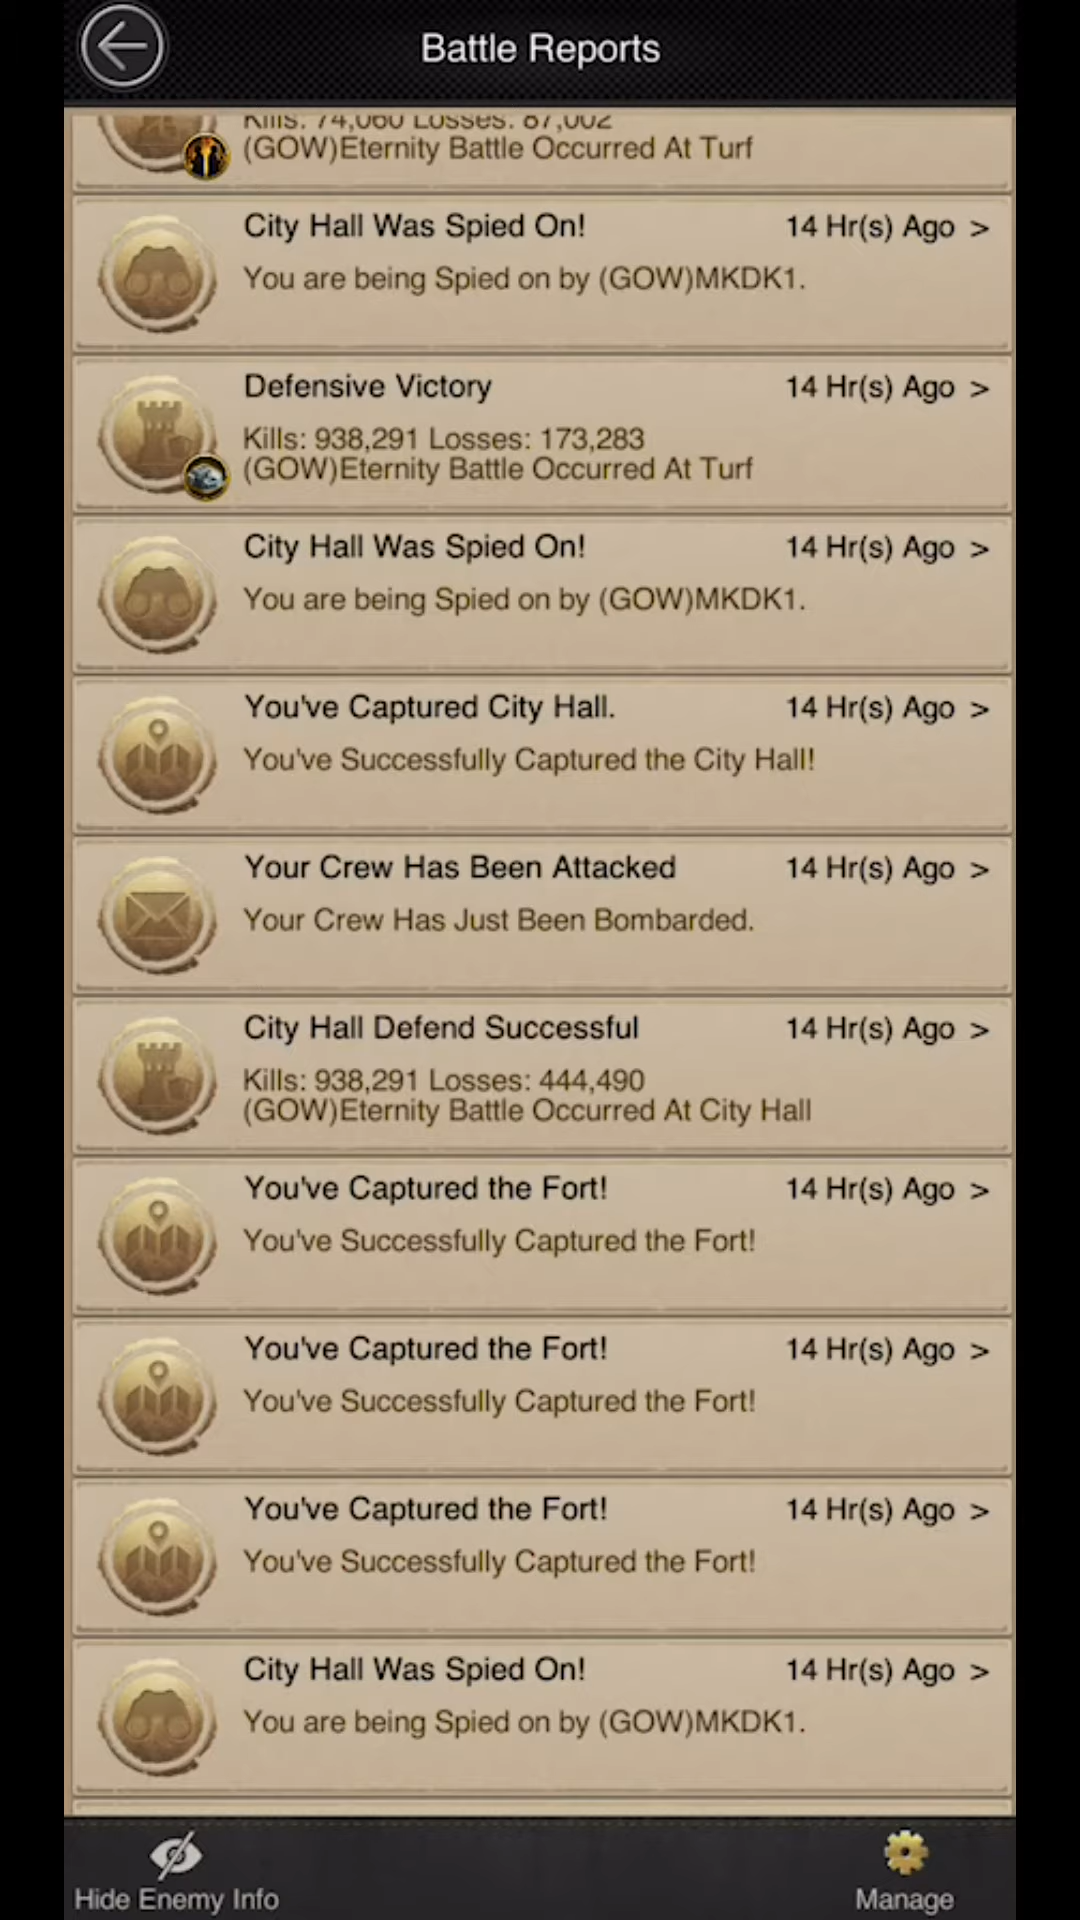 Battle Reports
Kills: 74,060 Losses: 87,002
(GOW)Eternity Battle Occurred At Turf
City Hall Was Spied On! 14 Hr(s) Ago >
You are being Spied on by (GOW)MKDK1.
Defensive Victory 14 Hr(s) Ago >
Kills: 938,291 Losses: 173,283
(GOW)Eternity Battle Occurred At Turf
City Hall Was Spied On! 14 Hr(s) Ago >
You are being Spied on by (GOW)MKDK1.
You've Captured City Hall. 14 Hr(s) Ago >
You've Successfully Captured the City Hall!
Your Crew Has Been Attacked 14 Hr(s) Ago >
Your Crew Has Just Been Bombarded.
City Hall Defend Successful 14 Hr(s) Ago >
Kills: 938,291 Losses: 444,490
(GOW)Eternity Battle Occurred At City Hall
You've Captured the Fort! 14 Hr(s) Ago >
You've Successfully Captured the Fort!
You've Captured the Fort! 14 Hr(s) Ago >
You've Successfully Captured the Fort!
You've Captured the Fort! 14 Hr(s) Ago >
You've Successfully Captured the Fort!
City Hall Was Spied On! 14 Hr(s) Ago >
You are being Spied on by (GOW)MKDK1.
Hide Enemy Info Manage